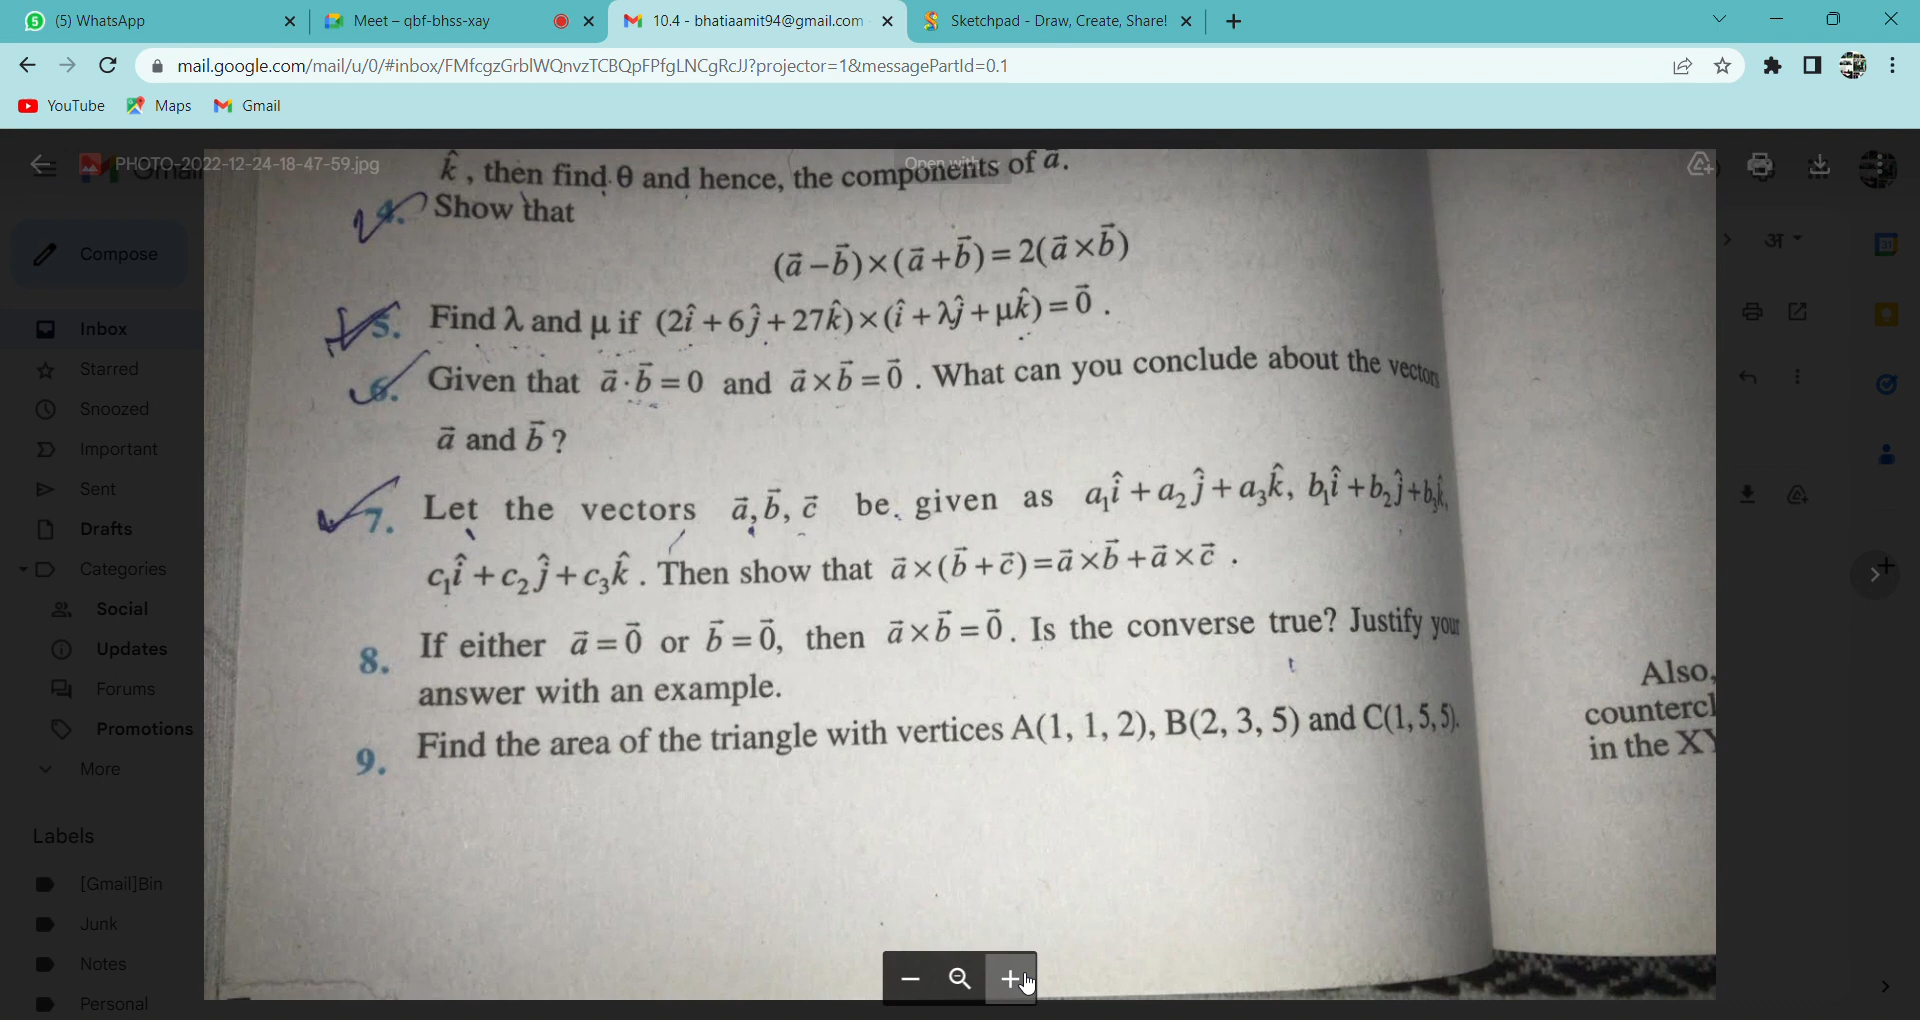 (5) WhatsApp
Meet – qbf-bhss-xay
10.4 - bhatiaamit94@gmail.com
Sketchpad - Draw, Create, Share!
mail.google.com/mail/u/0/#inbox/FMfcgzGrblWQnvzTCBQpFPfgLNCgRcJJ?projector=1&messagePartId=0.1
YouTube
Maps
Gmail
PHOTO-2022-12-24-18-47-59.jpg
Open with
Compose
Inbox
Starred
Snoozed
Important
Sent
Drafts
Categories
Social
Updates
Forums
Promotions
More
Labels
[Gmail]Bin
Junk
Notes
Personal
अ
k̂ , then find θ and hence, the components of a⃗.
4. Show that
(a⃗ – b⃗) × (a⃗ + b⃗) = 2(a⃗ × b⃗)
5. Find λ and μ if (2î + 6ĵ + 27k̂) × (î + λĵ + μk̂) = 0⃗ .
6. Given that a⃗ · b⃗ = 0 and a⃗ × b⃗ = 0⃗ . What can you conclude about the vectors
a⃗ and b⃗ ?
7. Let the vectors a⃗, b⃗, c⃗ be given as a₁î + a₂ĵ + a₃k̂, b₁î + b₂ĵ + b₃k̂,
c₁î + c₂ĵ + c₃k̂ . Then show that a⃗ × (b⃗ + c⃗) = a⃗ × b⃗ + a⃗ × c⃗ .
8. If either a⃗ = 0⃗ or b⃗ = 0⃗, then a⃗ × b⃗ = 0⃗ . Is the converse true? Justify your
answer with an example.
9. Find the area of the triangle with vertices A(1, 1, 2), B(2, 3, 5) and C(1, 5, 5).
Also,
in the XY